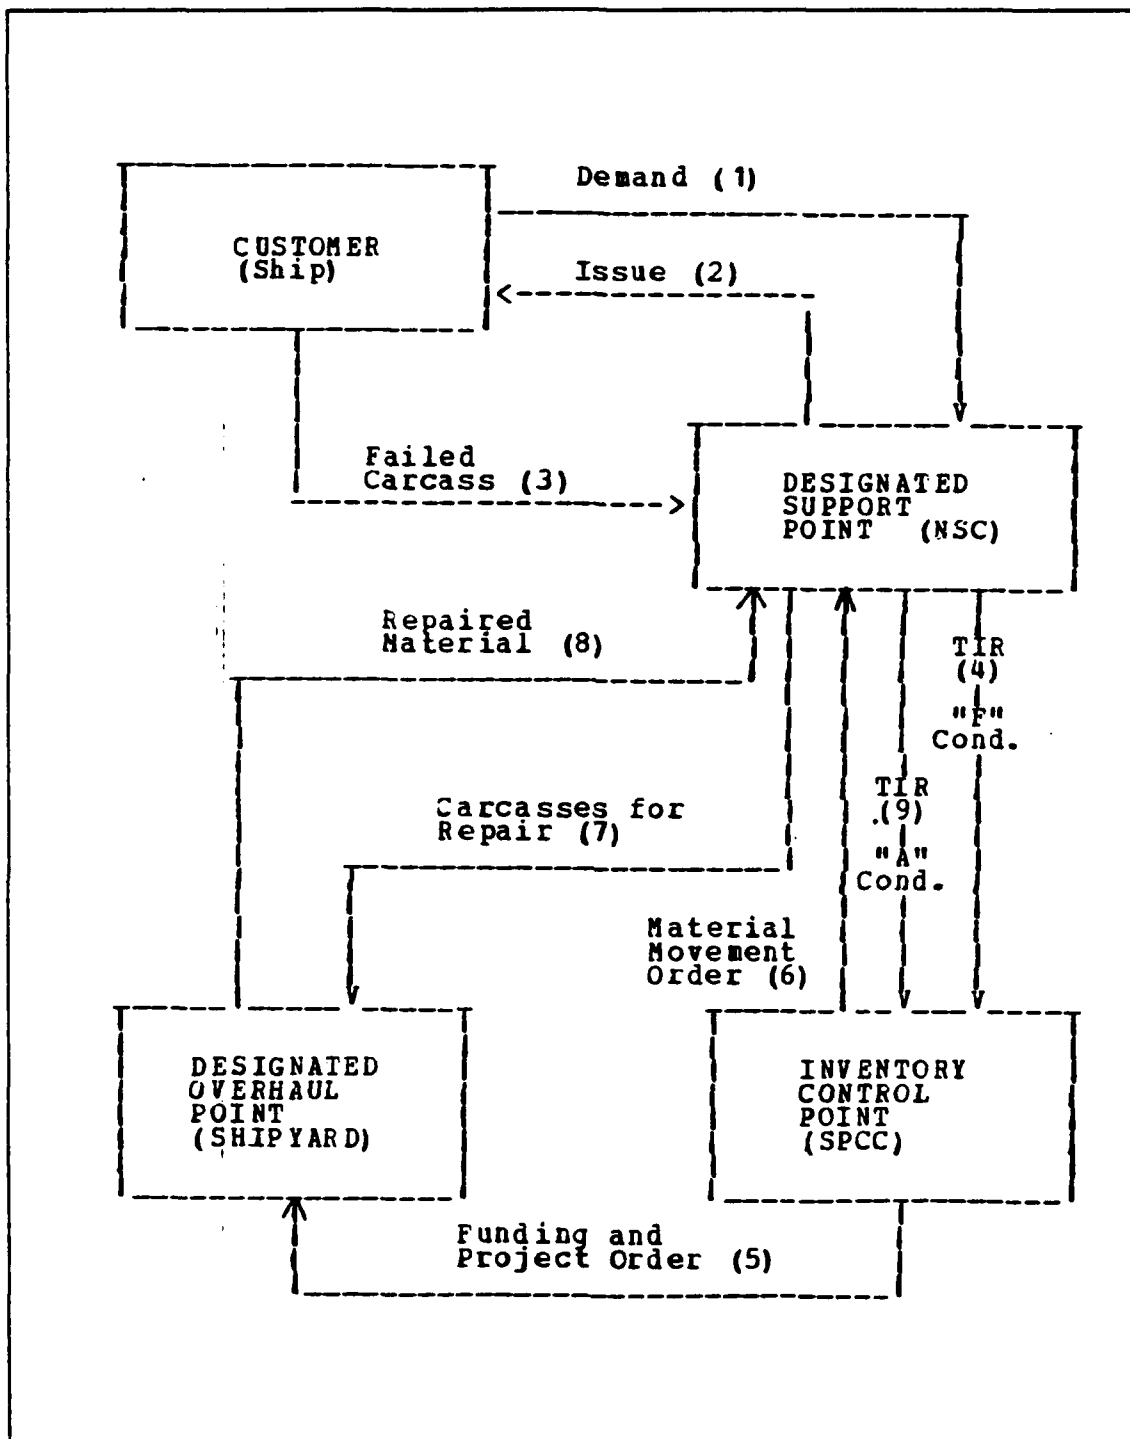 Demand (1)
CUSTOMER
(Ship)
Issue (2)
Failed
Carcass (3)
DESIGNATED
SUPPORT
POINT (NSC)
Repaired
Material (8)
TIR
(4)
"F"
Cond.
Carcasses for
Repair (7)
TIR
(9)
"A"
Cond.
Material
Movement
Order (6)
DESIGNATED
OVERHAUL
POINT
(SHIPYARD)
INVENTORY
CONTROL
POINT
(SPCC)
Funding and
Project Order (5)